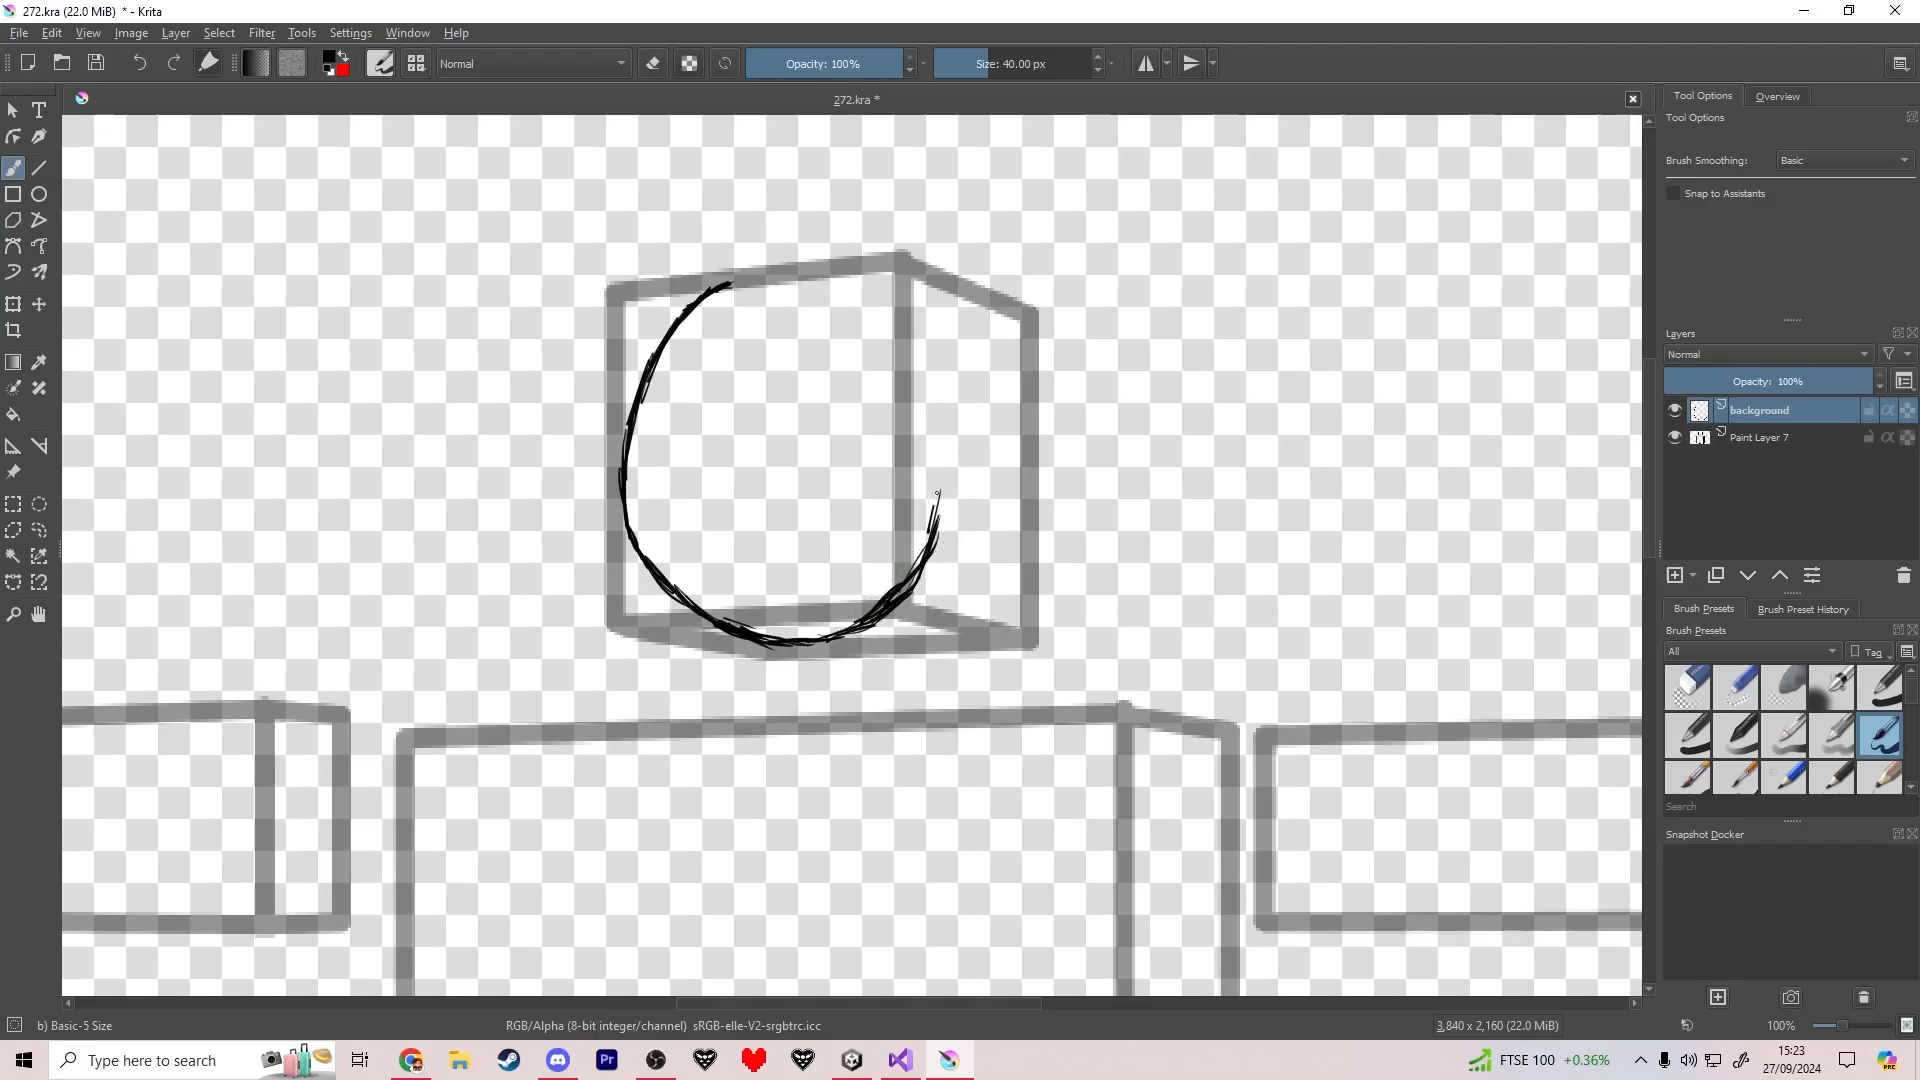 272.kra (22.0 MiB) * - Krita
File Edit View Image Layer Select Filter Tools Settings Window Help
Normal
Opacity: 100%
Size: 40.00 px
272.kra *
Tool Options
Overview
Tool Options
Brush Smoothing: Basic
Snap to Assistants
Layers
Normal
Opacity: 100%
background
Paint Layer 7
Brush Presets
Brush Preset History
Brush Presets
All
Tag
Search
Snapshot Docker
b) Basic-5 Size
RGB/Alpha (8-bit integer/channel) sRGB-elle-V2-srgbtrc.icc
3,840 x 2,160 (22.0 MiB)
100%
Type here to search
Pr
FTSE 100 +0.36%
15:23
27/09/2024
PRE